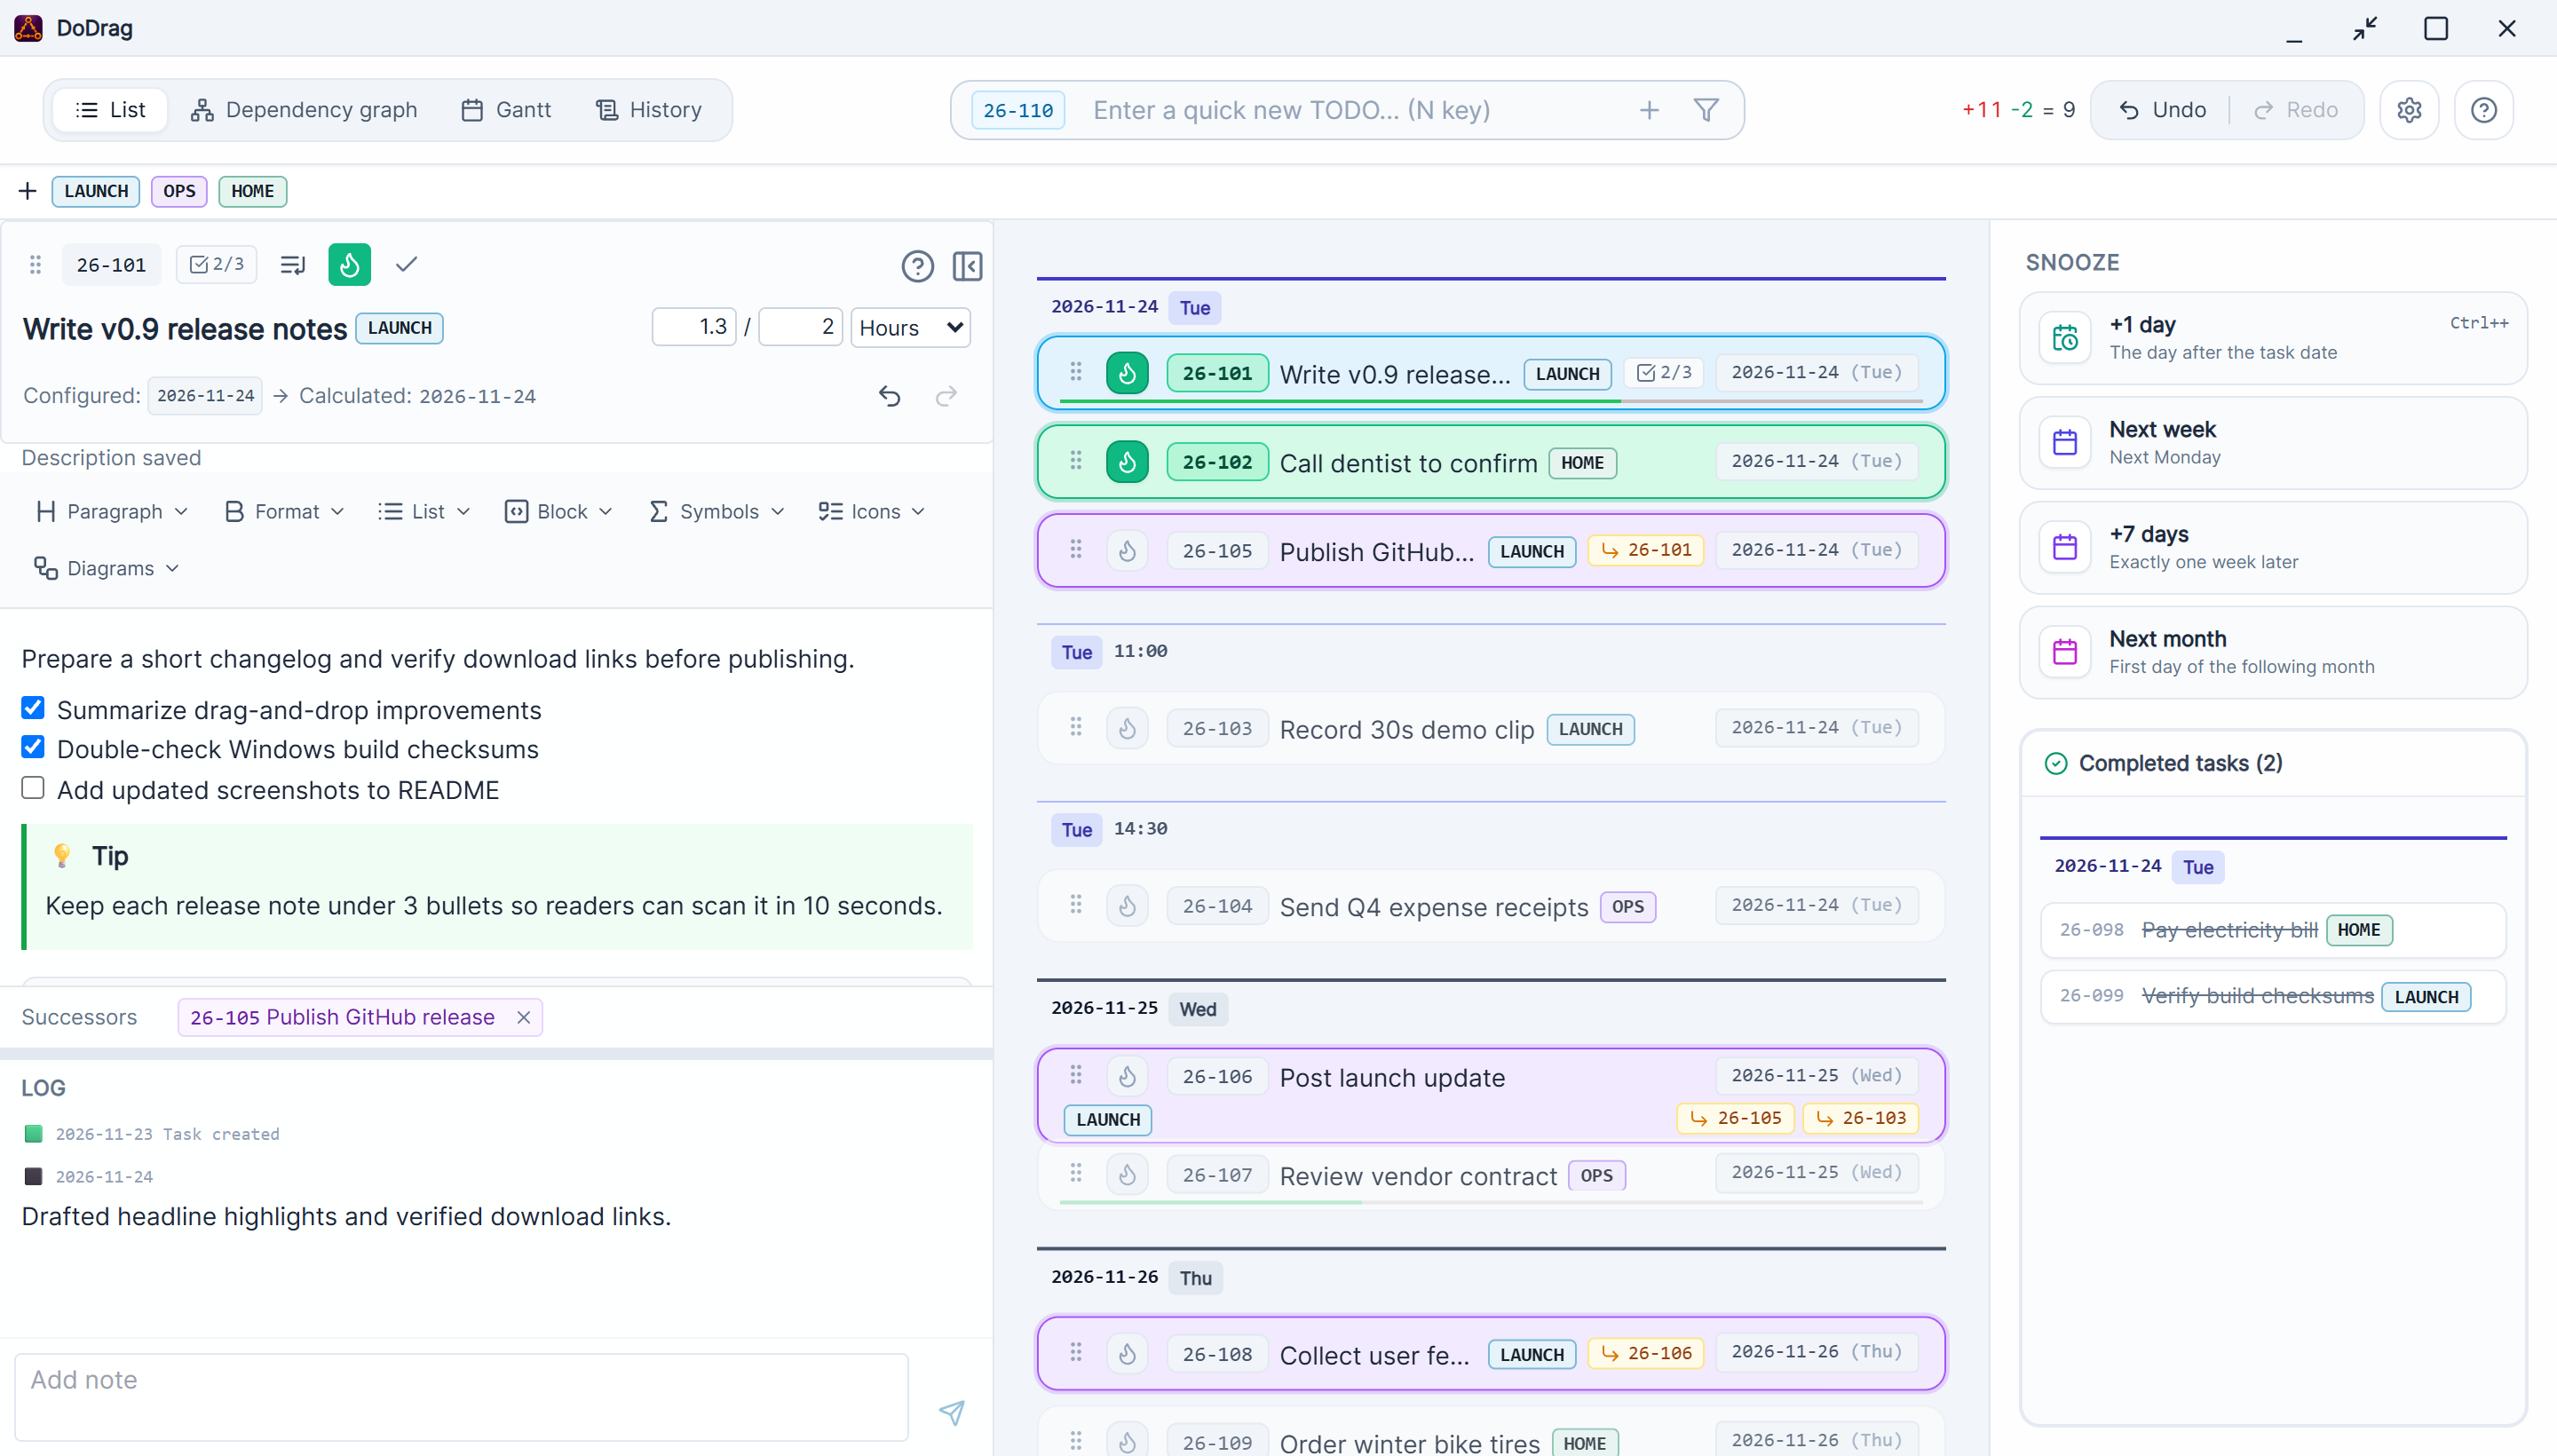 DoDrag
List
Dependency graph
Gantt
History
26-110
Enter a quick new TODO... (N key)
+11 -2 = 9
Undo
Redo
LAUNCH
OPS
HOME
26-101
2/3
Write v0.9 release notes LAUNCH
1.3 / 2 Hours
Configured: 2026-11-24 → Calculated: 2026-11-24
Description saved
Paragraph
Format
List
Block
Symbols
Icons
Diagrams
Prepare a short changelog and verify download links before publishing.
Summarize drag-and-drop improvements
Double-check Windows build checksums
Add updated screenshots to README
Tip
Keep each release note under 3 bullets so readers can scan it in 10 seconds.
Successors 26-105 Publish GitHub release
LOG
2026-11-23 Task created
2026-11-24
Drafted headline highlights and verified download links.
Add note
2026-11-24 Tue
26-101 Write v0.9 release... LAUNCH 2/3 2026-11-24 (Tue)
26-102 Call dentist to confirm HOME 2026-11-24 (Tue)
26-105 Publish GitHub... LAUNCH 26-101 2026-11-24 (Tue)
Tue 11:00
26-103 Record 30s demo clip LAUNCH 2026-11-24 (Tue)
Tue 14:30
26-104 Send Q4 expense receipts OPS 2026-11-24 (Tue)
2026-11-25 Wed
26-106 Post launch update 2026-11-25 (Wed)
LAUNCH 26-105 26-103
26-107 Review vendor contract OPS 2026-11-25 (Wed)
2026-11-26 Thu
26-108 Collect user fe... LAUNCH 26-106 2026-11-26 (Thu)
26-109 Order winter bike tires HOME 2026-11-26 (Thu)
SNOOZE
+1 day Ctrl++
The day after the task date
Next week
Next Monday
+7 days
Exactly one week later
Next month
First day of the following month
Completed tasks (2)
2026-11-24 Tue
26-098 Pay electricity bill HOME
26-099 Verify build checksums LAUNCH